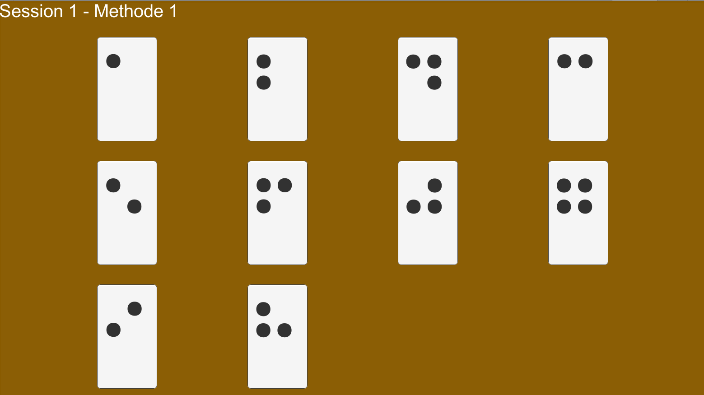 Session 1 - Methode 1
⠁ ⠃ ⠙ ⠉
⠑ ⠋ ⠚ ⠛
⠊ ⠓